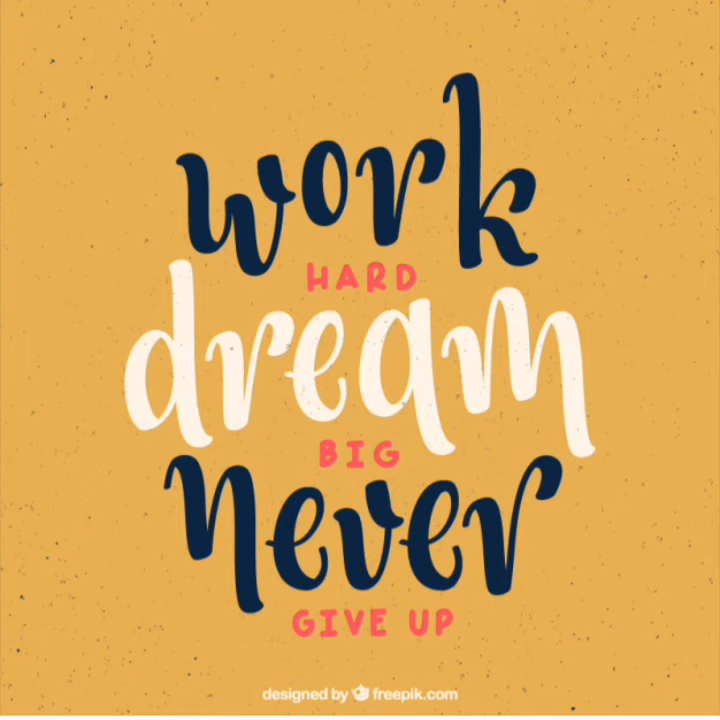 work
HARD
dream
BIG
never
GIVE UP
designed by freepik.com